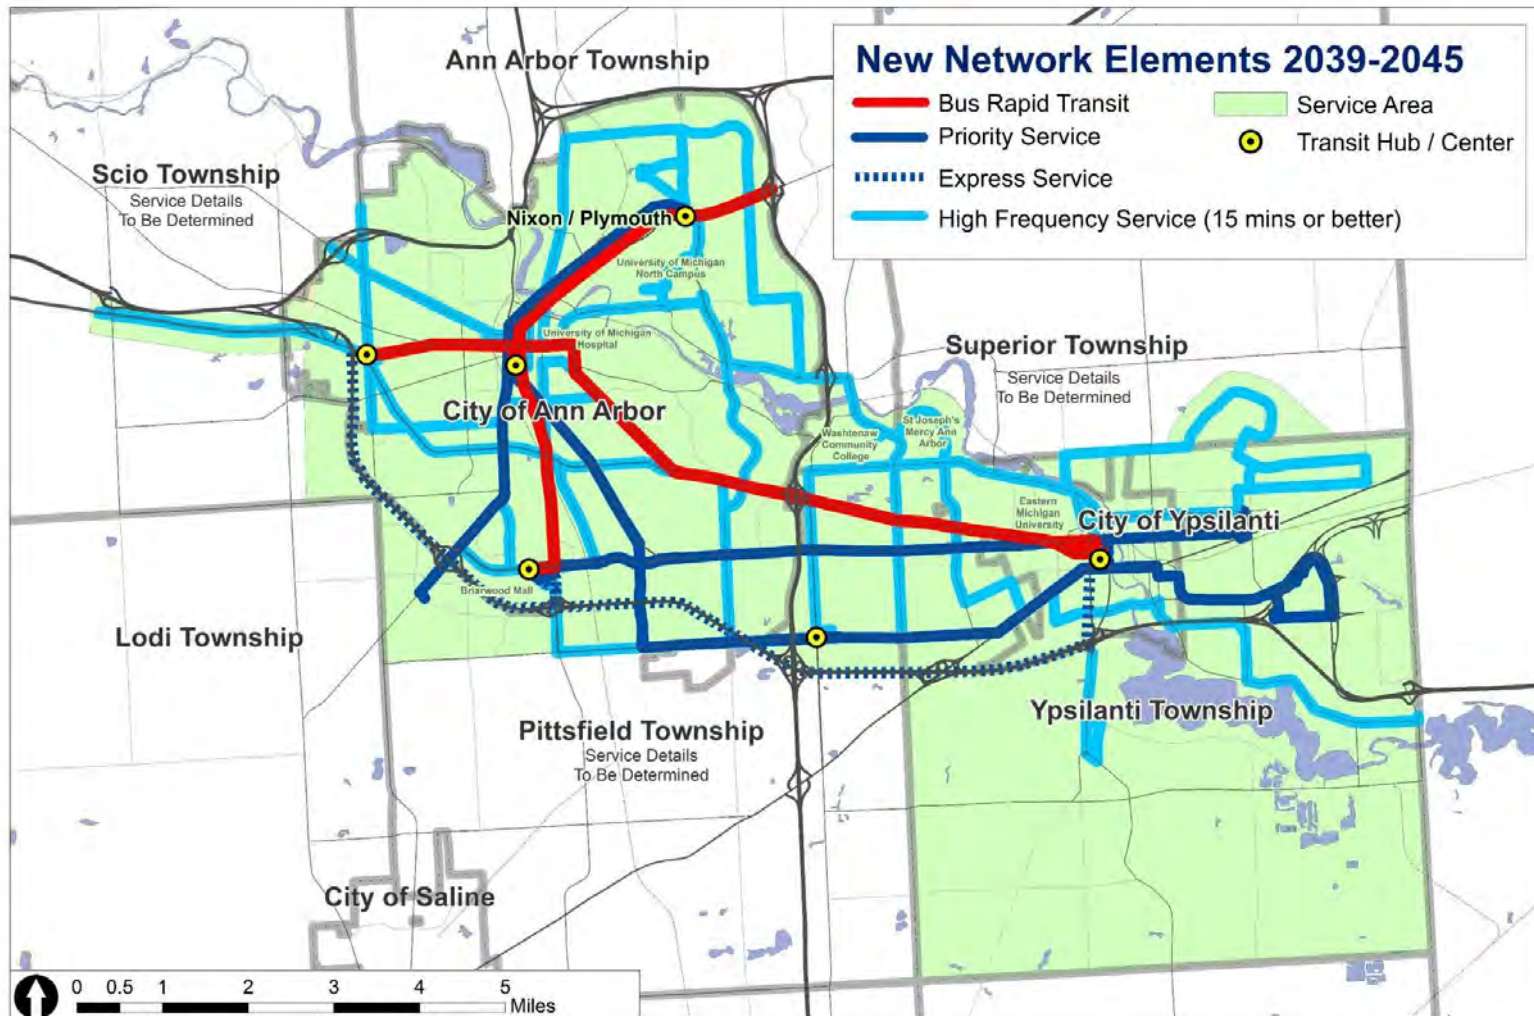 Ann Arbor Township
New Network Elements 2039-2045
Bus Rapid Transit
Priority Service
Express Service
High Frequency Service (15 mins or better)
Service Area
Transit Hub / Center
Scio Township
Service Details
To Be Determined
Nixon / Plymouth
University of Michigan
North Campus
University of Michigan
Hospital
Superior Township
Service Details
To Be Determined
City of Ann Arbor
Washtenaw
Community
College
St Joseph's
Mercy Ann
Arbor
Eastern
Michigan
University
City of Ypsilanti
Briarwood Mall
Lodi Township
Pittsfield Township
Service Details
To Be Determined
Ypsilanti Township
City of Saline
0 0.5 1 2 3 4 5
Miles